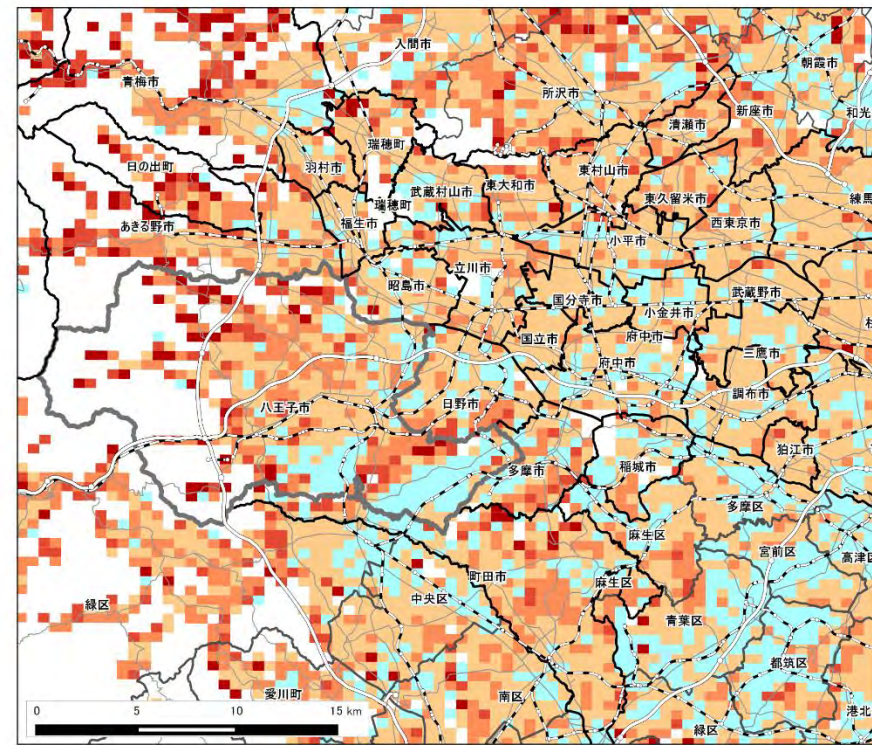 入間市
青梅市
所沢市
朝霞市
清瀬市
新座市
和光
瑞穂町
日の出町
羽村市
武蔵村山市
東大和市
東村山市
東久留米市
練馬
瑞穂町
あきる野市
福生市
小平市
西東京市
昭島市
立川市
国分寺市
武蔵野市
小金井市
国立市
府中市
府中市
三鷹市
調布市
八王子市
日野市
狛江市
多摩市
稲城市
多摩区
麻生区
宮前区
高津区
町田市
麻生区
中央区
青葉区
緑区
都筑区
愛川町
南区
港北
緑区
0 5 10 15 km